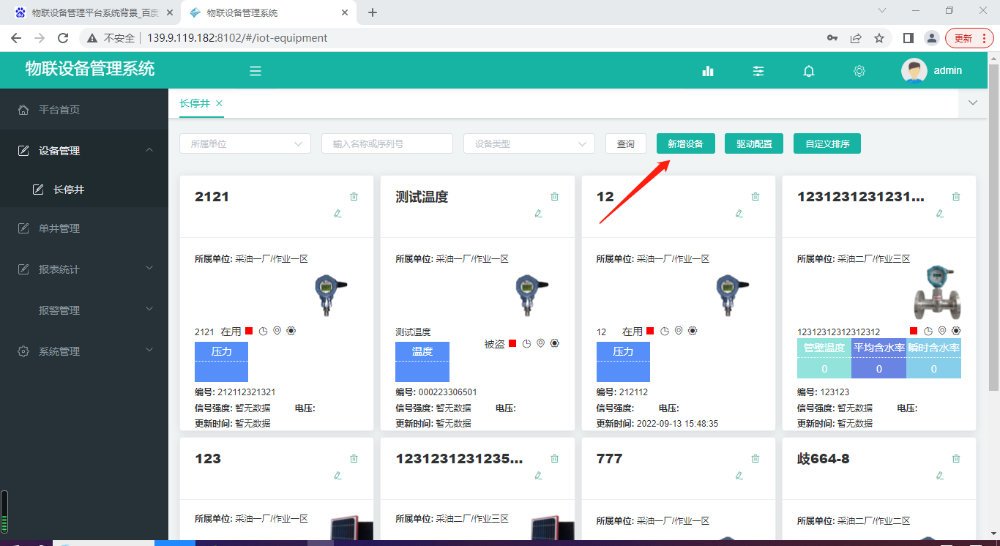 物联设备管理平台系统背景_百度
物联设备管理系统
不安全
139.9.119.182:8102/#/iot-equipment
更新
物联设备管理系统
admin
平台首页
设备管理
长停井
单井管理
报表统计
报警管理
系统管理
长停井
所属单位 输入名称或序列号 设备类型 查询 新增设备 驱动配置 自定义排序
2121
所属单位: 采油一厂/作业一区
2121 在用
压力
编号: 212112321321
信号强度: 暂无数据 电压:
更新时间: 暂无数据
测试温度
所属单位: 采油一厂/作业一区
测试温度
被盗
温度
编号: 000223306501
信号强度: 暂无数据 电压:
更新时间: 暂无数据
12
所属单位: 采油一厂/作业一区
12 在用
压力
编号: 212112
信号强度: 电压:
更新时间: 2022-09-13 15:48:35
1231231231231...
所属单位: 采油二厂/作业三区
12312312312312312
管壁温度 平均含水率 瞬时含水率
0 0 0
编号: 123123
信号强度: 暂无数据 电压:
更新时间: 暂无数据
123
所属单位: 采油一厂/作业一区
1231231231235...
所属单位: 采油二厂/作业三区
777
所属单位: 采油一厂/作业一区
歧664-8
所属单位: 采油二厂/作业二区